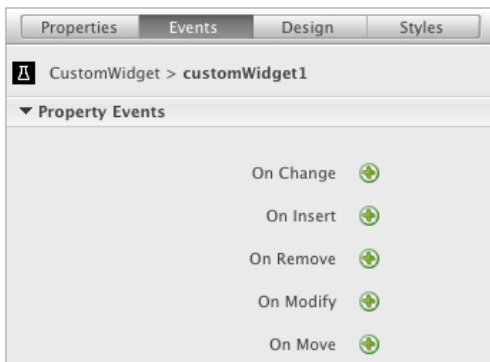 Properties Events Design Styles
CustomWidget > customWidget1
Property Events
On Change
On Insert
On Remove
On Modify
On Move